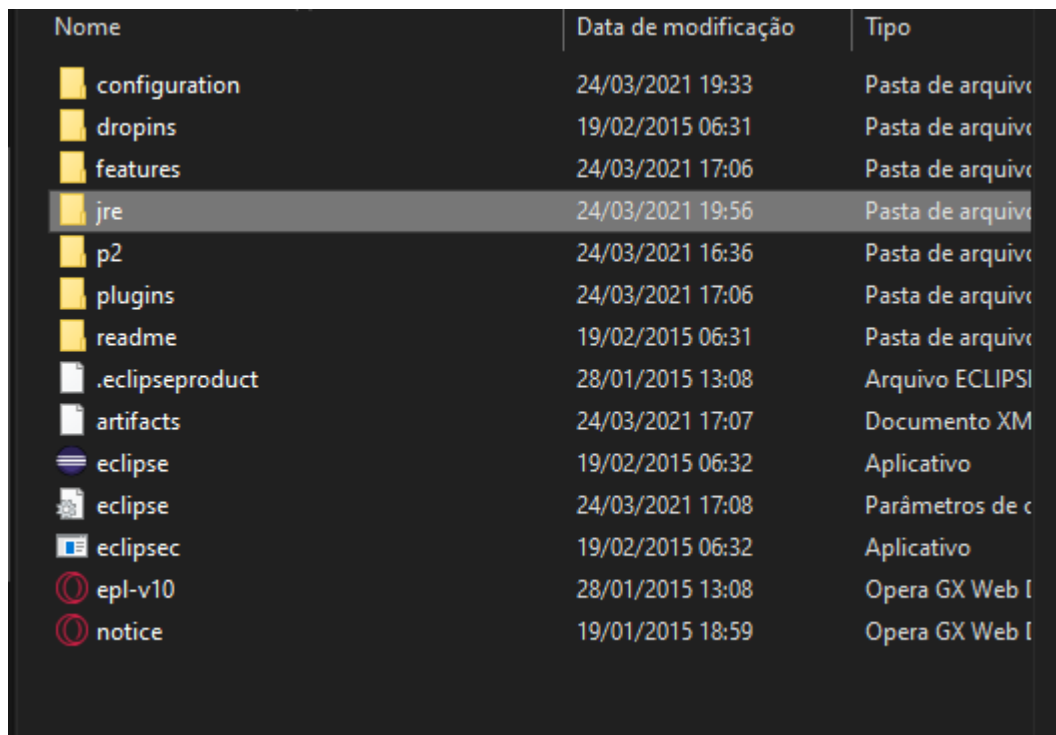 Nome Data de modificação Tipo
configuration 24/03/2021 19:33 Pasta de arquivo
dropins 19/02/2015 06:31 Pasta de arquivo
features 24/03/2021 17:06 Pasta de arquivo
jre 24/03/2021 19:56 Pasta de arquivo
p2 24/03/2021 16:36 Pasta de arquivo
plugins 24/03/2021 17:06 Pasta de arquivo
readme 19/02/2015 06:31 Pasta de arquivo
.eclipseproduct 28/01/2015 13:08 Arquivo ECLIPS
artifacts 24/03/2021 17:07 Documento XM
eclipse 19/02/2015 06:32 Aplicativo
eclipse 24/03/2021 17:08 Parâmetros de c
eclipsec 19/02/2015 06:32 Aplicativo
epl-v10 28/01/2015 13:08 Opera GX Web D
notice 19/01/2015 18:59 Opera GX Web D